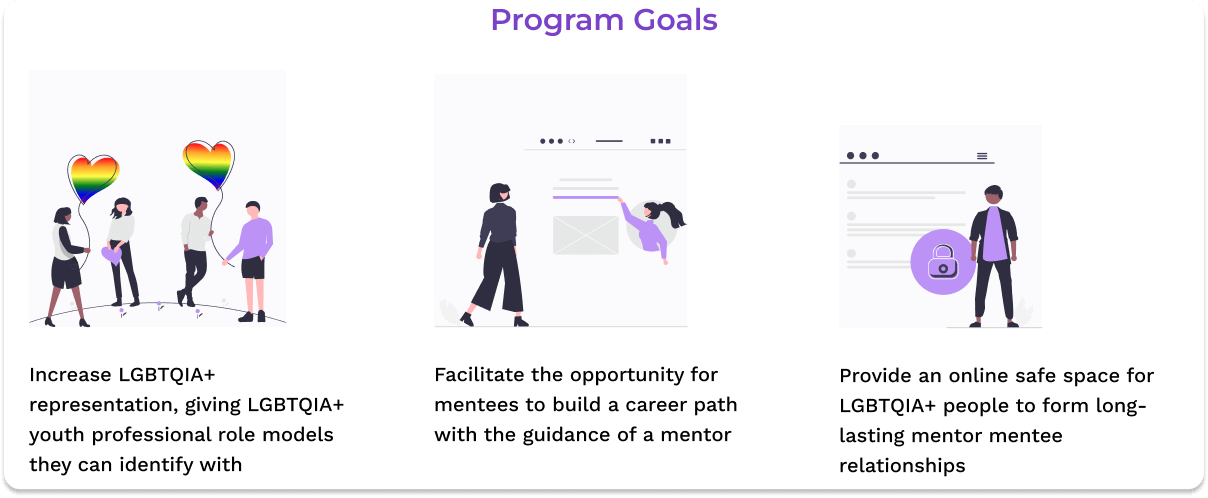 Program Goals
Increase LGBTQIA+
representation, giving LGBTQIA+
youth professional role models
they can identify with
Facilitate the opportunity for
mentees to build a career path
with the guidance of a mentor
Provide an online safe space for
LGBTQIA+ people to form long-
lasting mentor mentee
relationships